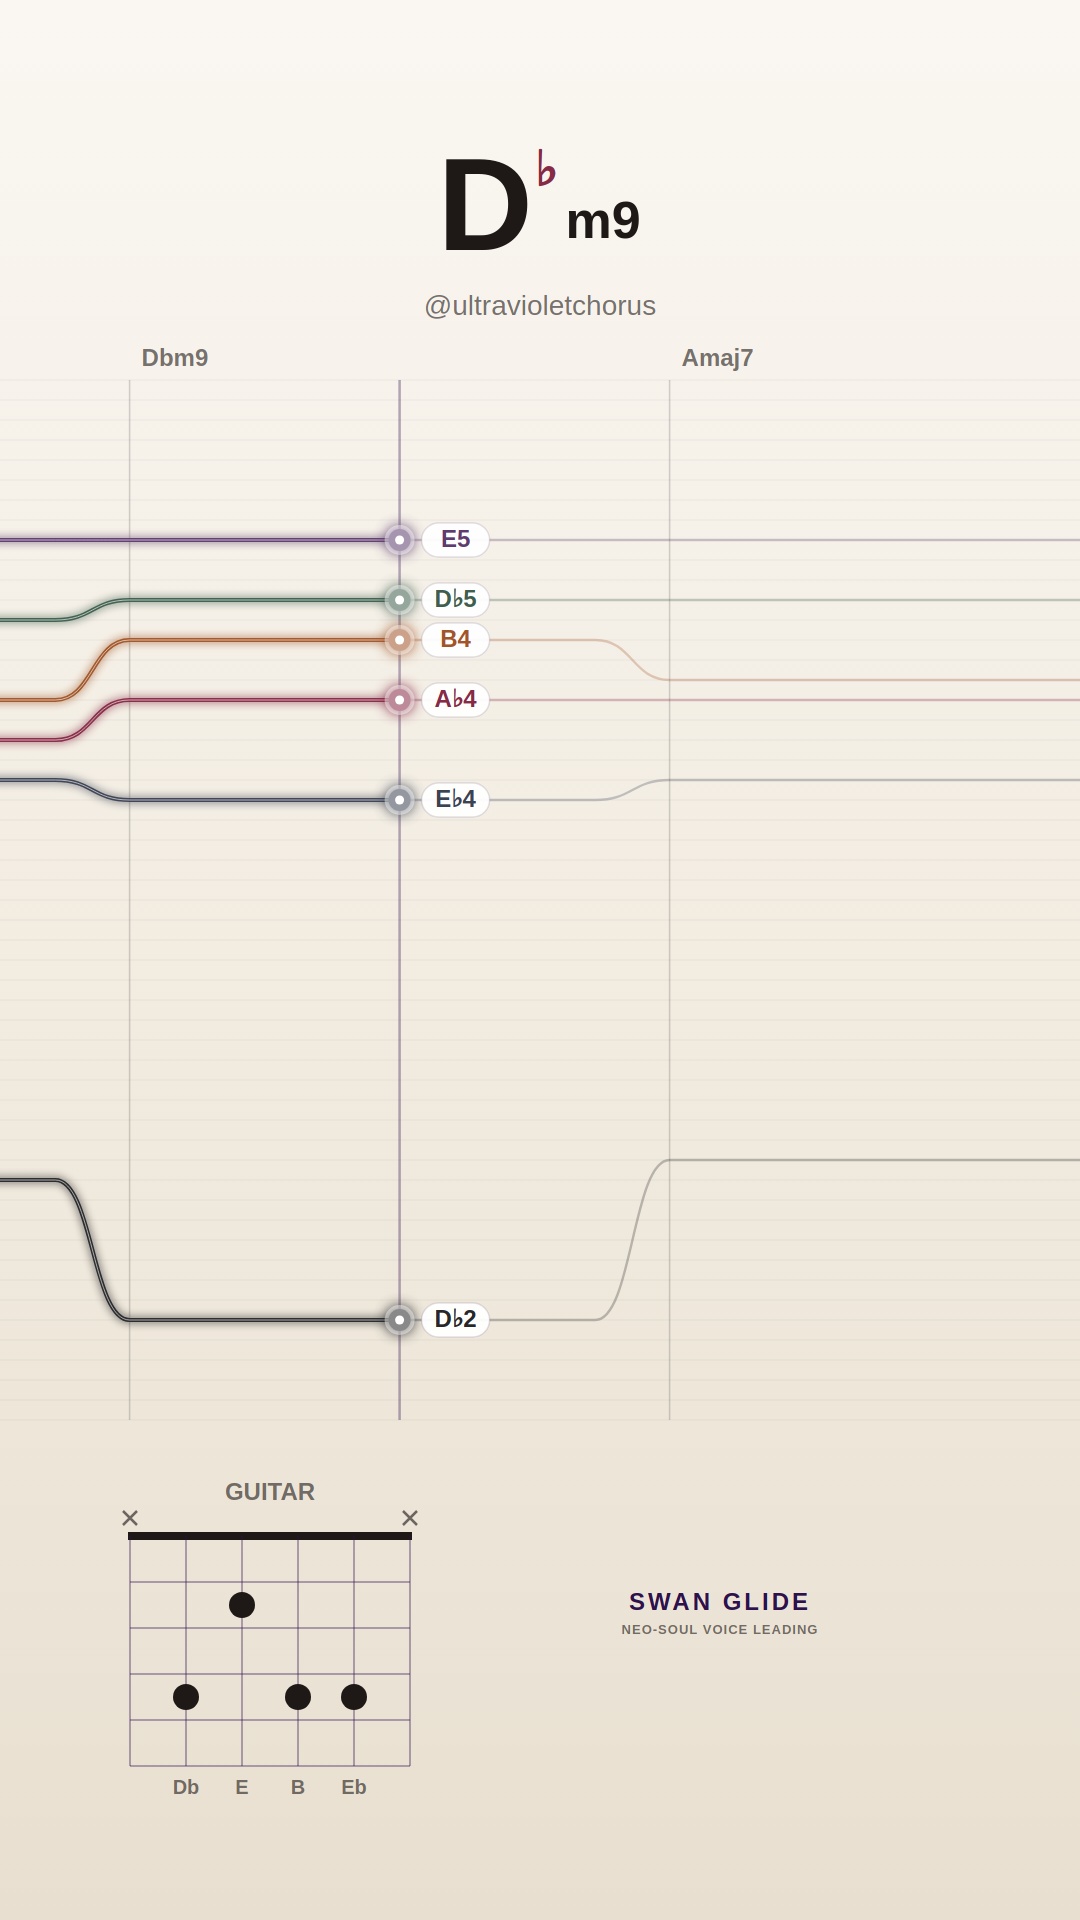 D♭m9
@ultravioletchorus
Dbm9 Amaj7
E5
D♭5
B4
A♭4
E♭4
D♭2
GUITAR
× ×
SWAN GLIDE
NEO-SOUL VOICE LEADING
Db E B Eb